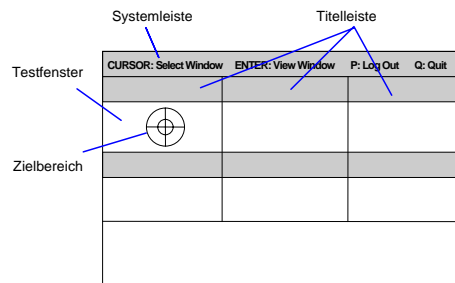 Systemleiste
Titelleiste
CURSOR: Select Window ENTER: View Window P: Log Out Q: Quit
Testfenster
Zielbereich